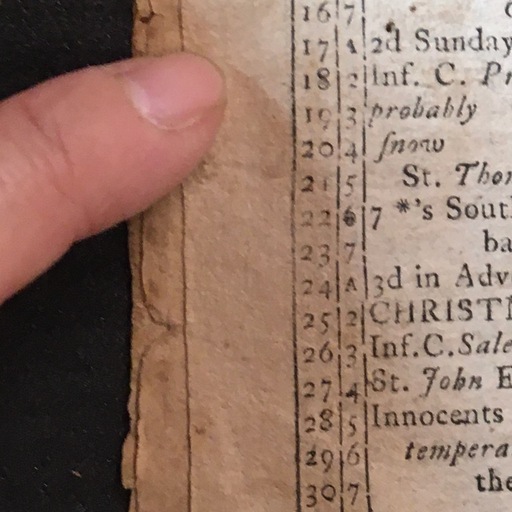 16 7
17 A 2d Sunday
18 2 Inf. C. Pr
19 3 probably
20 4 ſnow
21 5 St. Thom
22 6 7 *'s South
23 7 ba
24 A 3d in Adv
25 2 CHRISTM
26 3 Inf.C.Sale
27 4 St. John E
28 5 Innocents
29 6 tempera
30 7 the